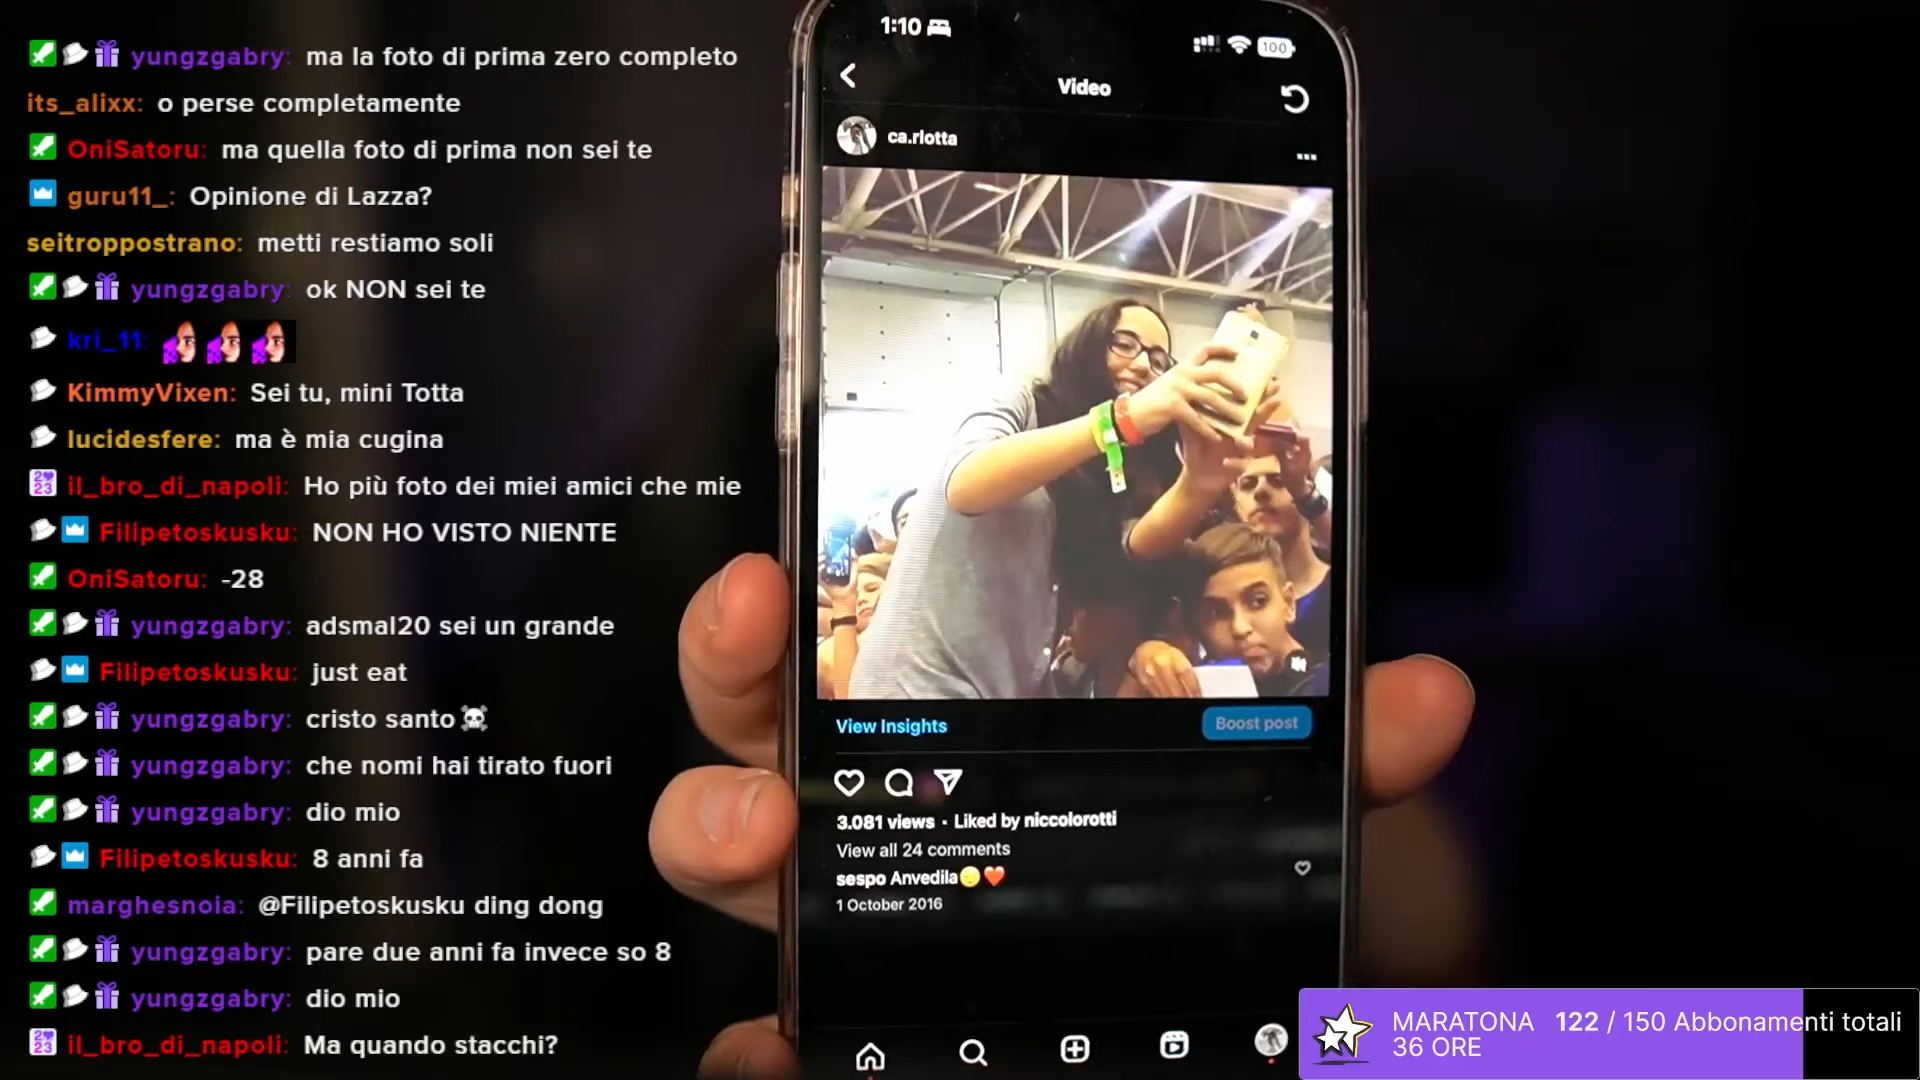 yungzgabry: ma la foto di prima zero completo
its_alixx: o perse completamente
OniSatoru: ma quella foto di prima non sei te
guru11_: Opinione di Lazza?
seitroppostrano: metti restiamo soli
yungzgabry: ok NON sei te
kri_11:
KimmyVixen: Sei tu, mini Totta
lucidesfere: ma è mia cugina
il_bro_di_napoli: Ho più foto dei miei amici che mie
Filipetoskusku: NON HO VISTO NIENTE
OniSatoru: -28
yungzgabry: adsmal20 sei un grande
Filipetoskusku: just eat
yungzgabry: cristo santo☠
yungzgabry: che nomi hai tirato fuori
yungzgabry: dio mio
Filipetoskusku: 8 anni fa
marghesnoia: @Filipetoskusku ding dong
yungzgabry: pare due anni fa invece so 8
yungzgabry: dio mio
il_bro_di_napoli: Ma quando stacchi?
1:10
100
Video
ca.rlotta
View Insights
Boost post
3.081 views · Liked by niccolorotti
View all 24 comments
sespo Anvedila😔❤️
1 October 2016
MARATONA 122 / 150 Abbonamenti totali
36 ORE